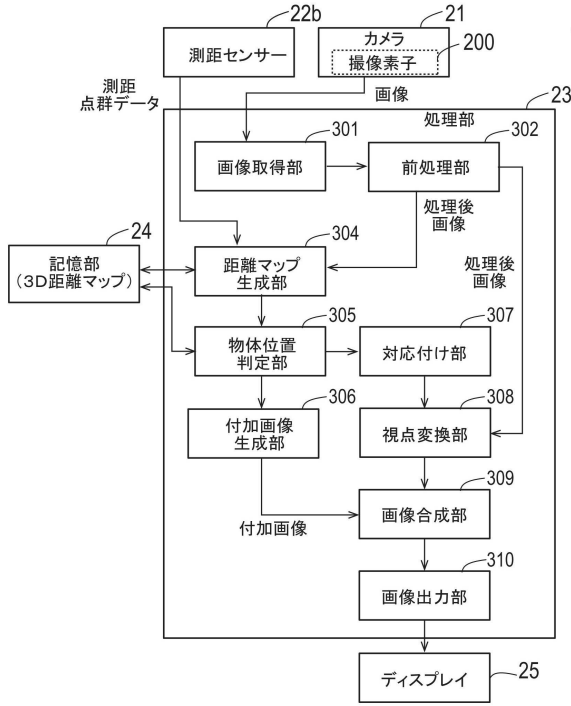 22b
21
測距センサー
カメラ
200
撮像素子
測距
点群データ
画像
23
処理部
301
302
画像取得部
前処理部
処理後
画像
24
304
記憶部
(3D距離マップ)
距離マップ
生成部
処理後
画像
305
307
物体位置
判定部
対応付け部
306
308
付加画像
生成部
視点変換部
309
付加画像
画像合成部
310
画像出力部
ディスプレイ
25